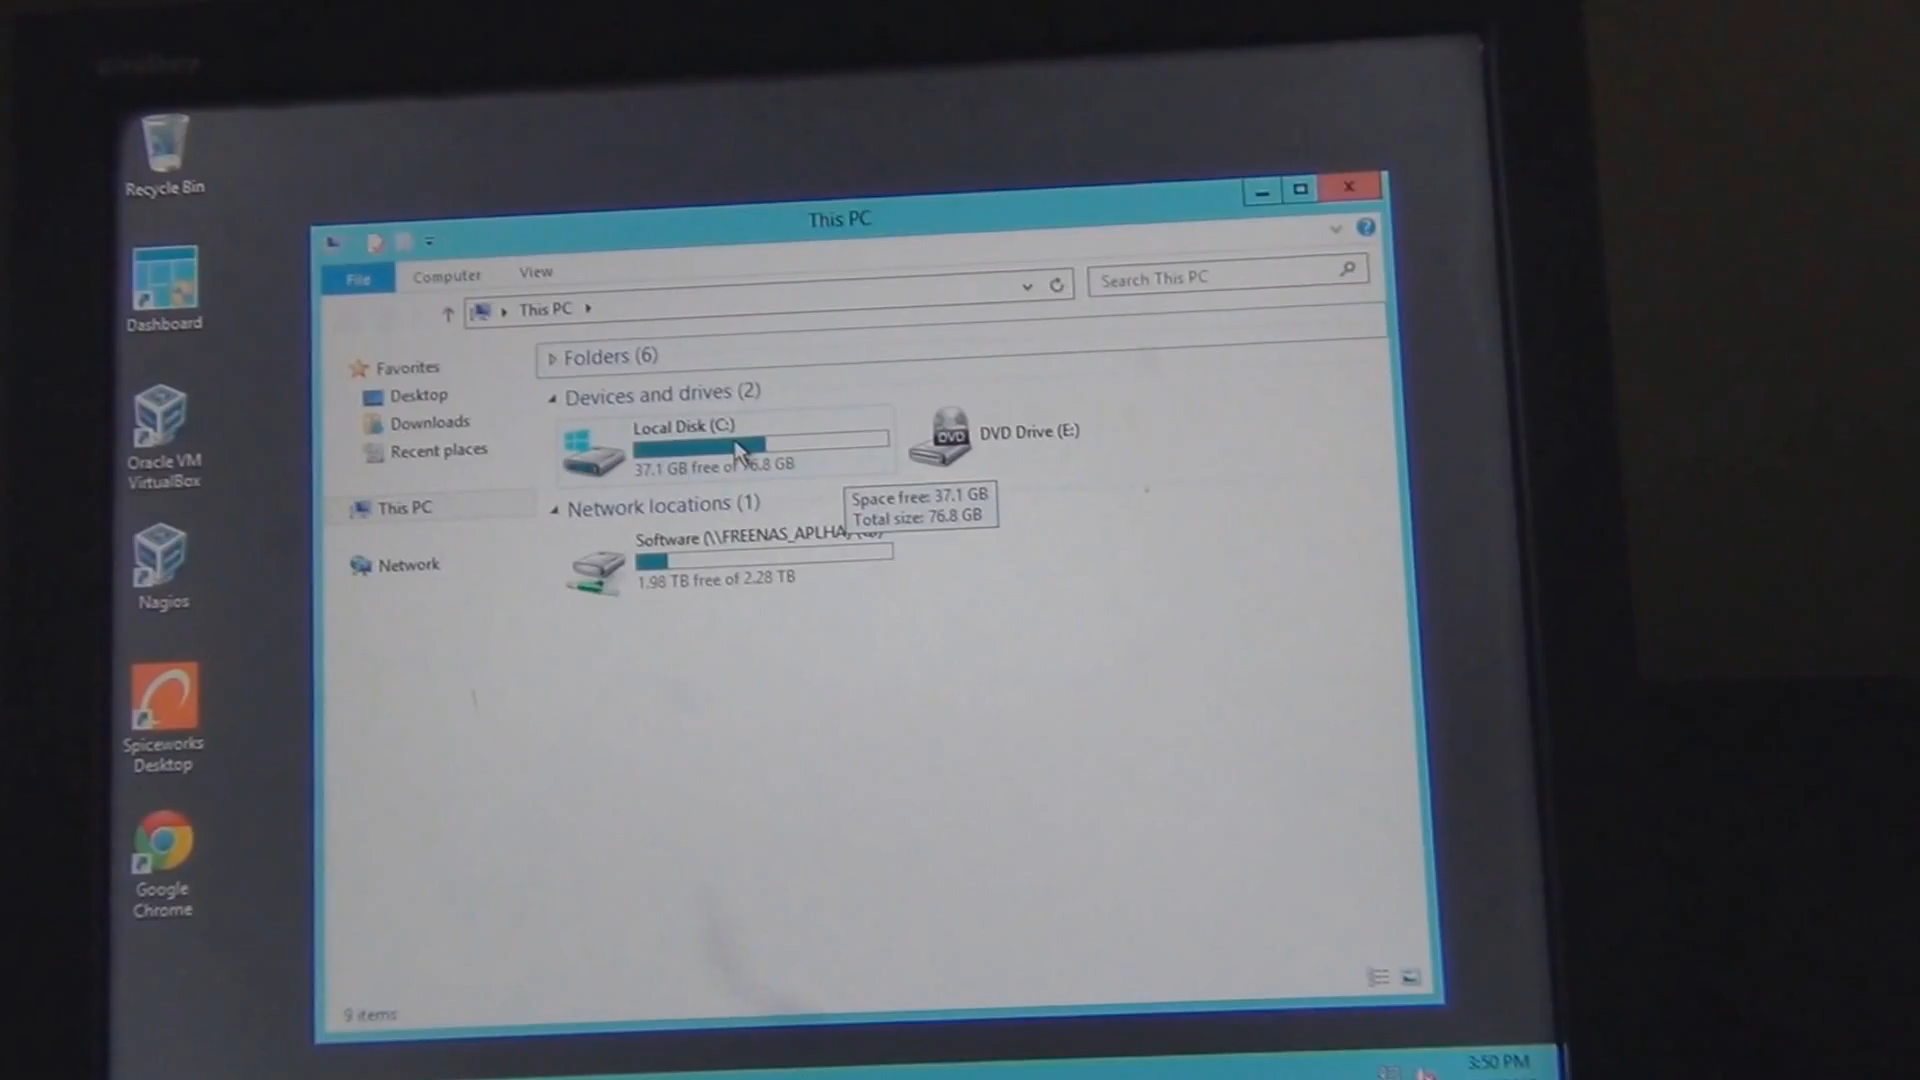 Recycle Bin
Dashboard
Oracle VM
VirtualBox
Nagios
Spiceworks
Desktop
Google
Chrome
This PC
File
Computer
View
This PC
Search This PC
Favorites
Desktop
Downloads
Recent places
This PC
Network
Folders (6)
Devices and drives (2)
Local Disk (C:)
37.1 GB free of 76.8 GB
DVD
DVD Drive (E:)
Space free: 37.1 GB
Total size: 76.8 GB
Network locations (1)
Software (\\FREENAS_APLHA)
1.98 TB free of 2.28 TB
9 items
3:50 PM